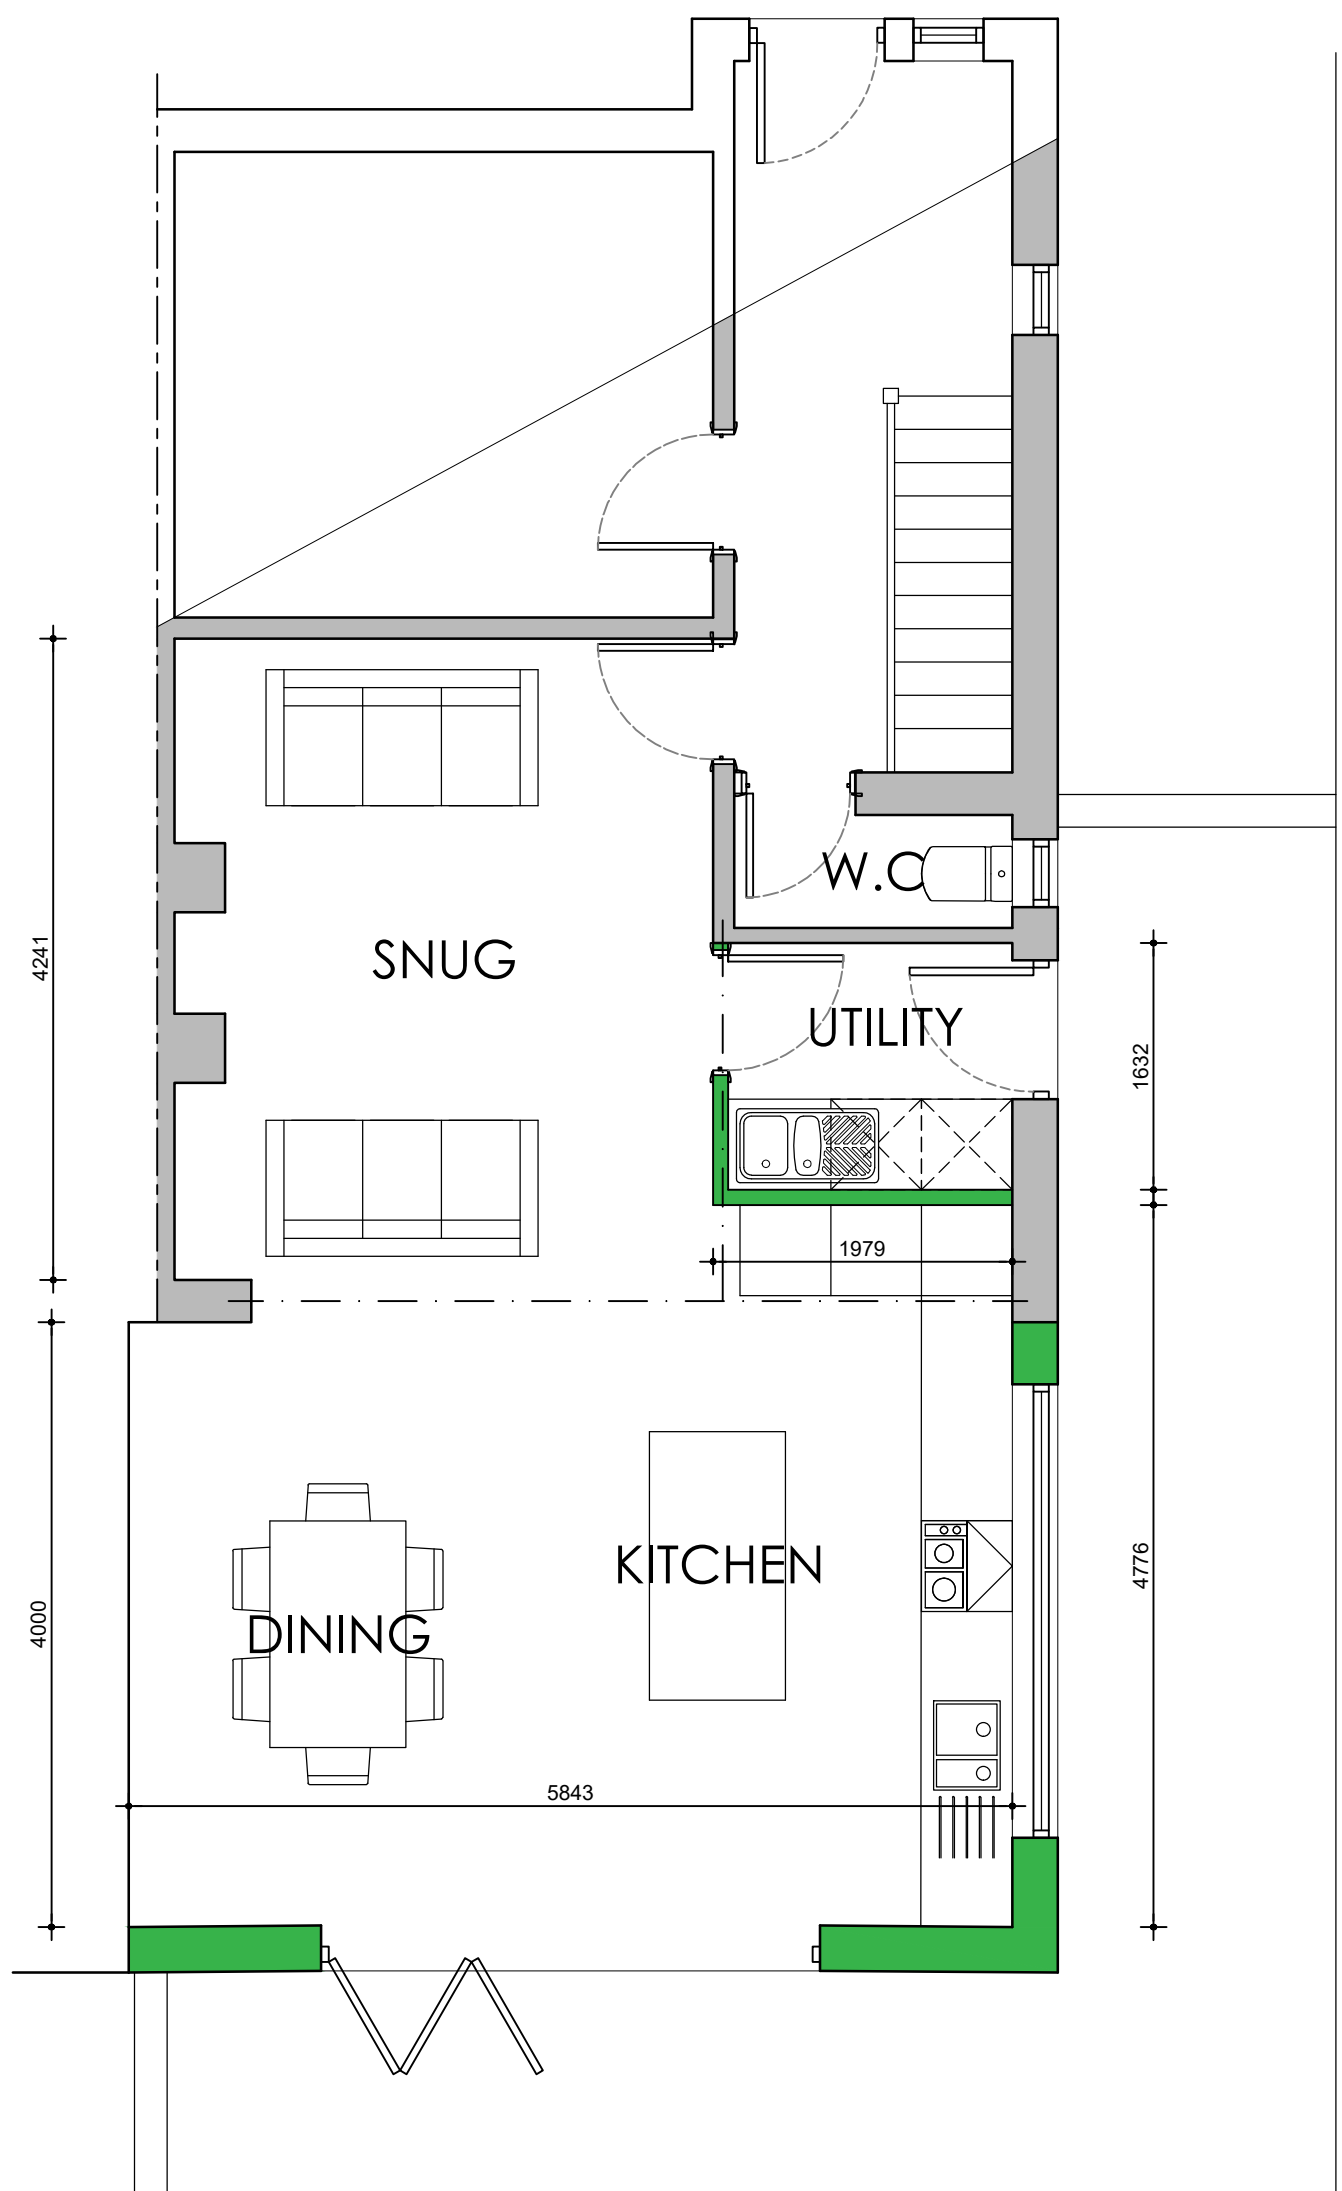 W.C
SNUG
4241
UTILITY
1632
1979
KITCHEN
4776
DINING
4000
5843